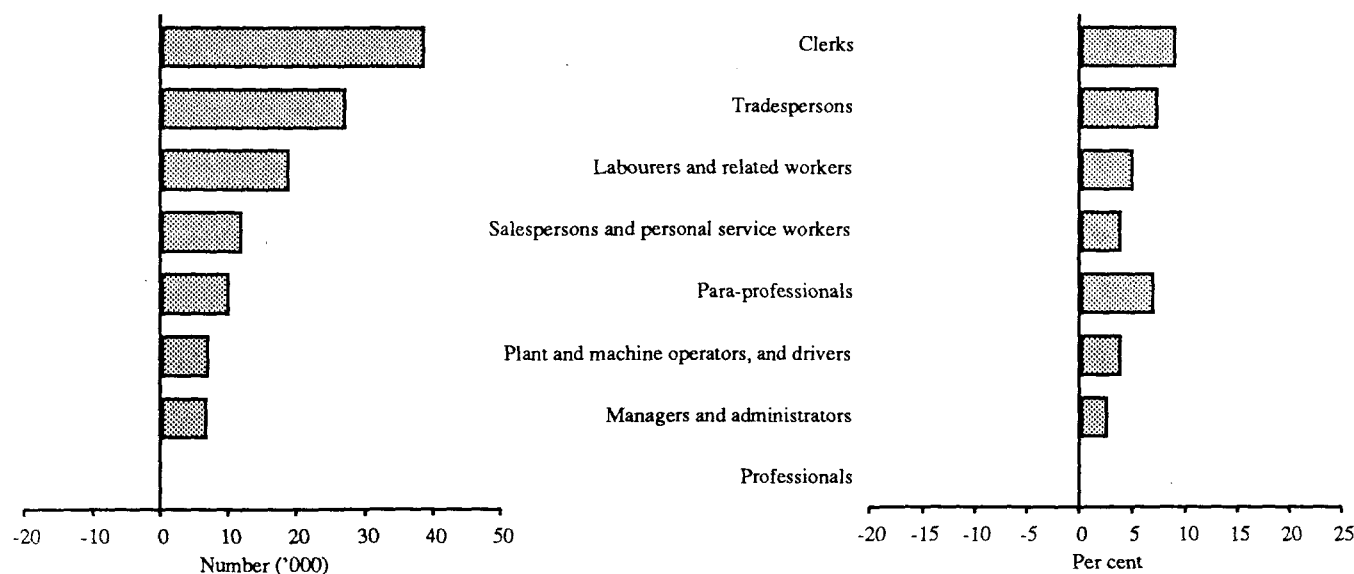 Clerks
Tradespersons
Labourers and related workers
Salespersons and personal service workers
Para-professionals
Plant and machine operators, and drivers
Managers and administrators
Professionals
-20 -10 0 10 20 30 40 50
Number ('000)
-20 -15 -10 -5 0 5 10 15 20 25
Per cent